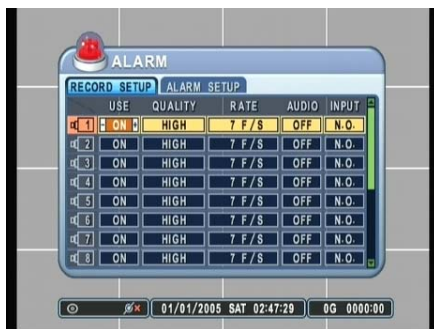 ALARM
RECORD SETUP ALARM SETUP
USE QUALITY RATE AUDIO INPUT
1 ON HIGH 7 F/S OFF N.O.
2 ON HIGH 7 F/S OFF N.O.
3 ON HIGH 7 F/S OFF N.O.
4 ON HIGH 7 F/S OFF N.O.
5 ON HIGH 7 F/S OFF N.O.
6 ON HIGH 7 F/S OFF N.O.
7 ON HIGH 7 F/S OFF N.O.
8 ON HIGH 7 F/S OFF N.O.
01/01/2005 SAT 02:47:29 0G 0000:00